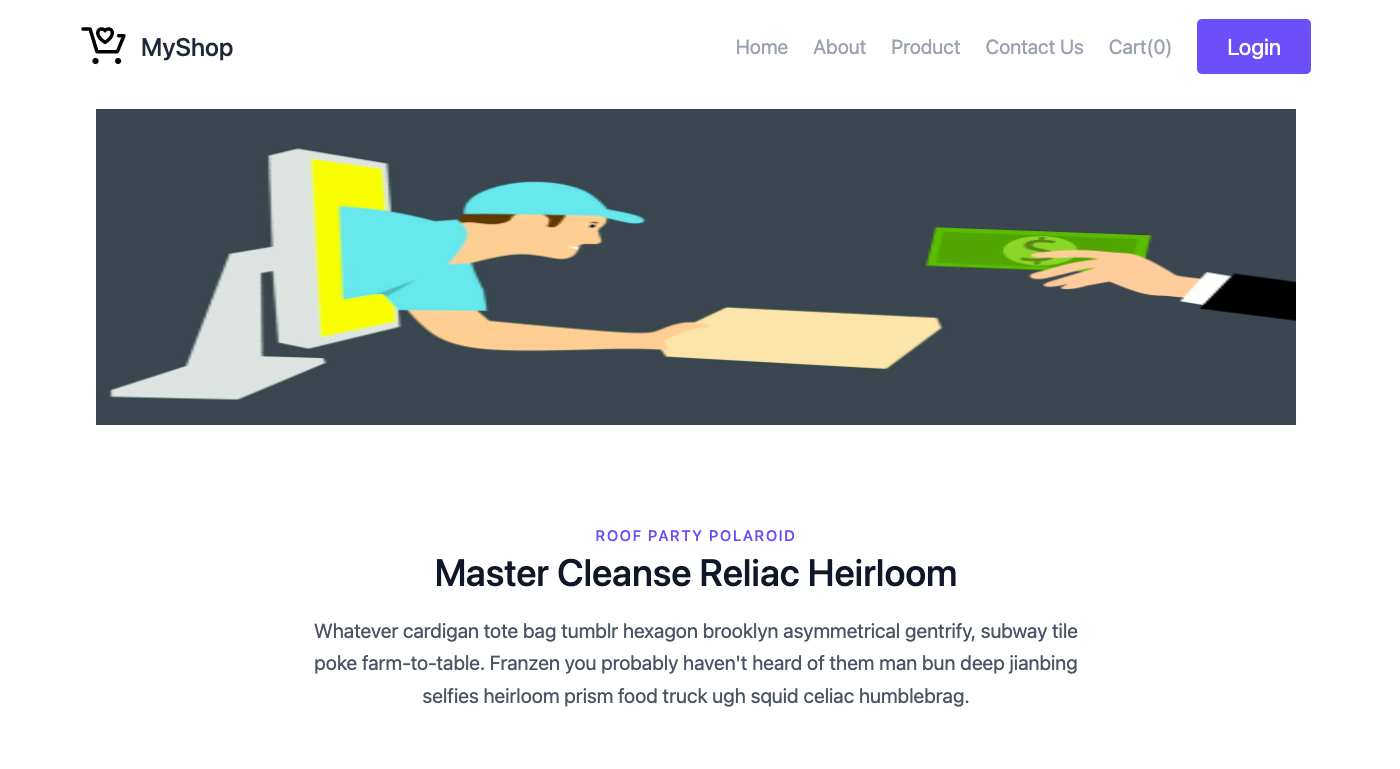 MyShop
Home About Product Contact Us Cart(0) Login
$
ROOF PARTY POLAROID
Master Cleanse Reliac Heirloom
Whatever cardigan tote bag tumblr hexagon brooklyn asymmetrical gentrify, subway tile
poke farm-to-table. Franzen you probably haven't heard of them man bun deep jianbing
selfies heirloom prism food truck ugh squid celiac humblebrag.